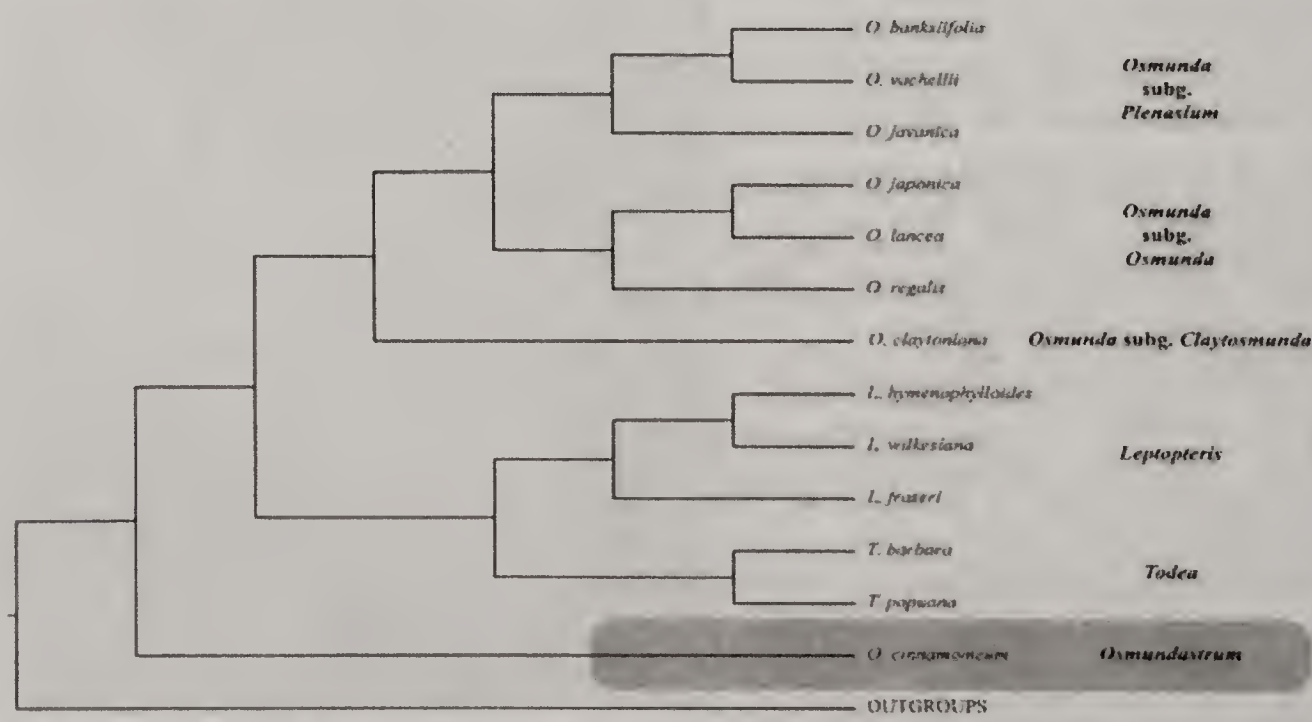 O. banksiifolia
O. vachellii
O. javanica
Osmunda
subg.
Plenasium
O. japonica
O. lancea
O. regalis
Osmunda
subg.
Osmunda
O. claytoniana
Osmunda subg. Claytosmunda
L. hymenophylloides
L. wilkesiana
L. fraseri
Leptopteris
T. barbara
T. papuana
Todea
O. cinnamomeum
Osmundastrum
OUTGROUPS